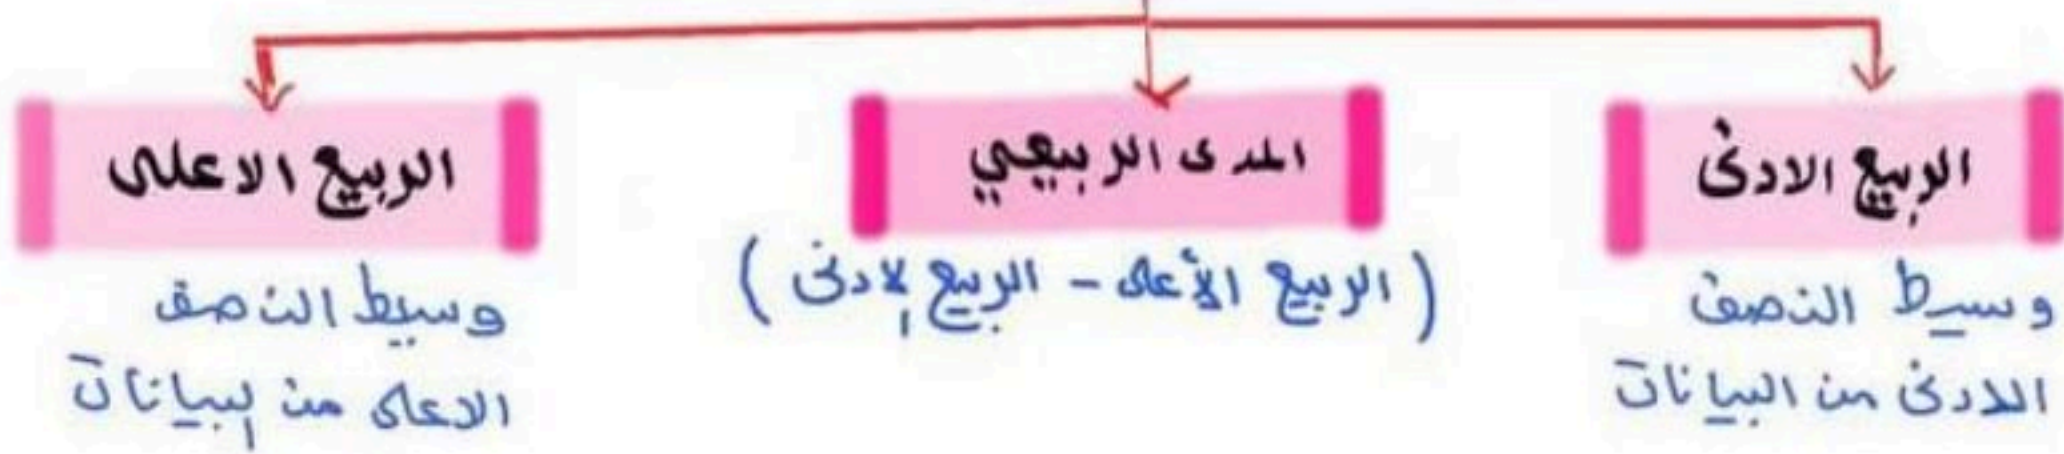 الربيع الادنى
وسيط النصف
الادنى من البيانات
المدى الربيعي
(الربيع الأعلى - الربيع الادنى)
الربيع الاعلى
وسيط النصف
الاعلى من البيانات